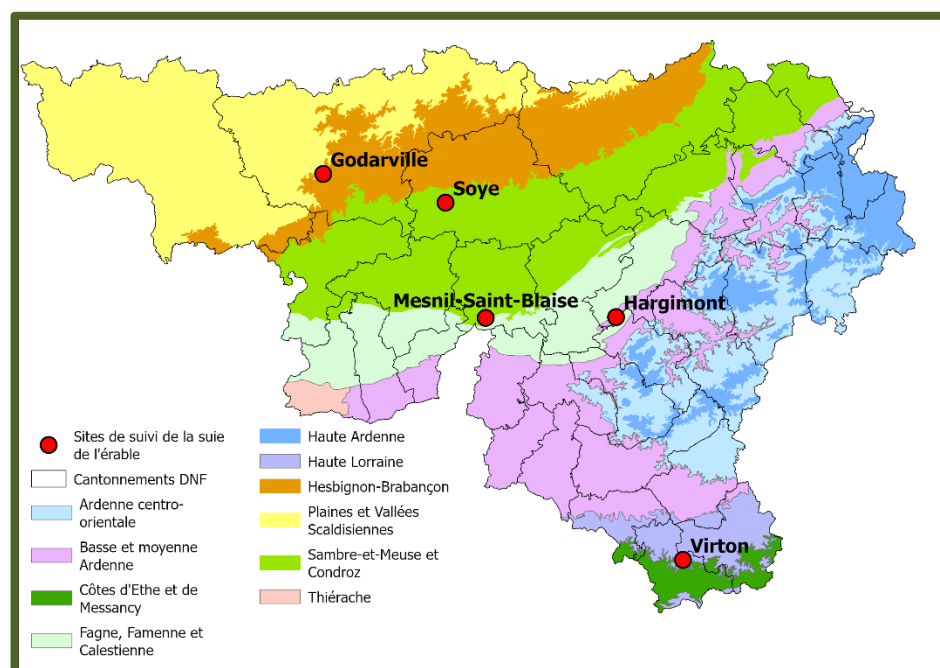 Godarville
Soye
Mesnil-Saint-Blaise
Hargimont
Virton
Sites de suivi de la suie
de l'érable
Cantonnements DNF
Ardenne centro-
orientale
Basse et moyenne
Ardenne
Côtes d'Ethe et de
Messancy
Fagne, Famenne et
Calestienne
Haute Ardenne
Haute Lorraine
Hesbignon-Brabançon
Plaines et Vallées
Scaldisiennes
Sambre-et-Meuse et
Condroz
Thiérache